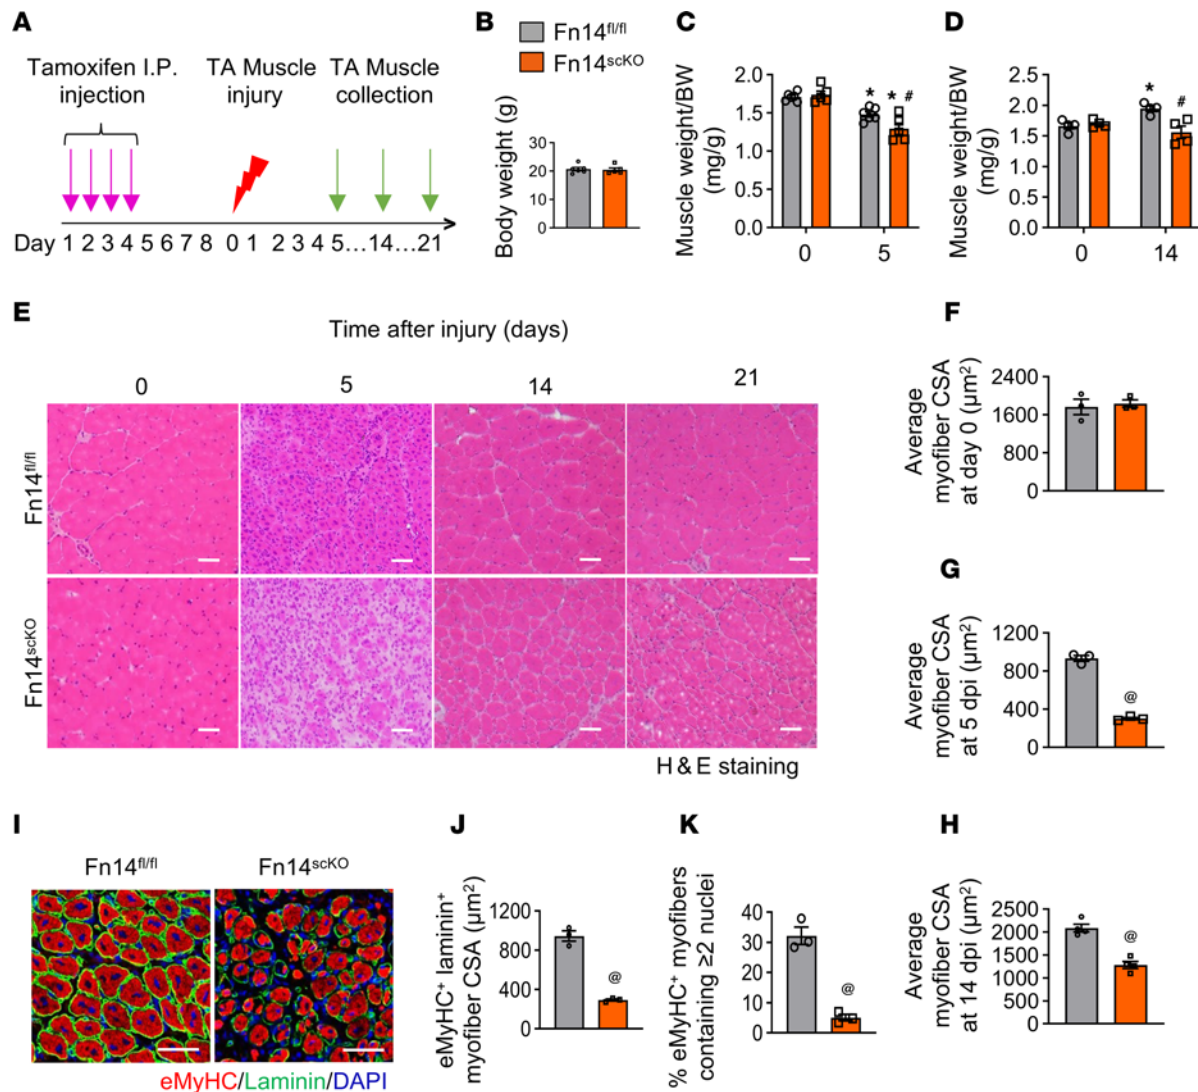 A
Tamoxifen I.P.
injection
TA Muscle
injury
TA Muscle
collection
Day 1 2 3 4 5 6 7 8 0 1 2 3 4 5…14…21
B
Fn14fl/fl
Fn14scKO
Body weight (g)
30
20
10
0
C
Muscle weight/BW
(mg/g)
2.0
1.5
1.0
0.5
0.0
* * #
0 5
D
Muscle weight/BW
(mg/g)
2.5
2.0
1.5
1.0
0.5
0.0
* #
0 14
E
Time after injury (days)
0 5 14 21
Fn14fl/fl
Fn14scKO
H & E staining
F
Average
myofiber CSA
at day 0 (µm²)
2400
1600
800
0
G
Average
myofiber CSA
at 5 dpi (µm²)
1200
800
400
0
@
I
Fn14fl/fl Fn14scKO
eMyHC/Laminin/DAPI
J
eMyHC⁺ laminin⁺
myofiber CSA (µm²)
1200
800
400
0
@
K
% eMyHC⁺ myofibers
containing ≥2 nuclei
40
30
20
10
0
@
H
Average
myofiber CSA
at 14 dpi (µm²)
2500
2000
1500
1000
500
0
@